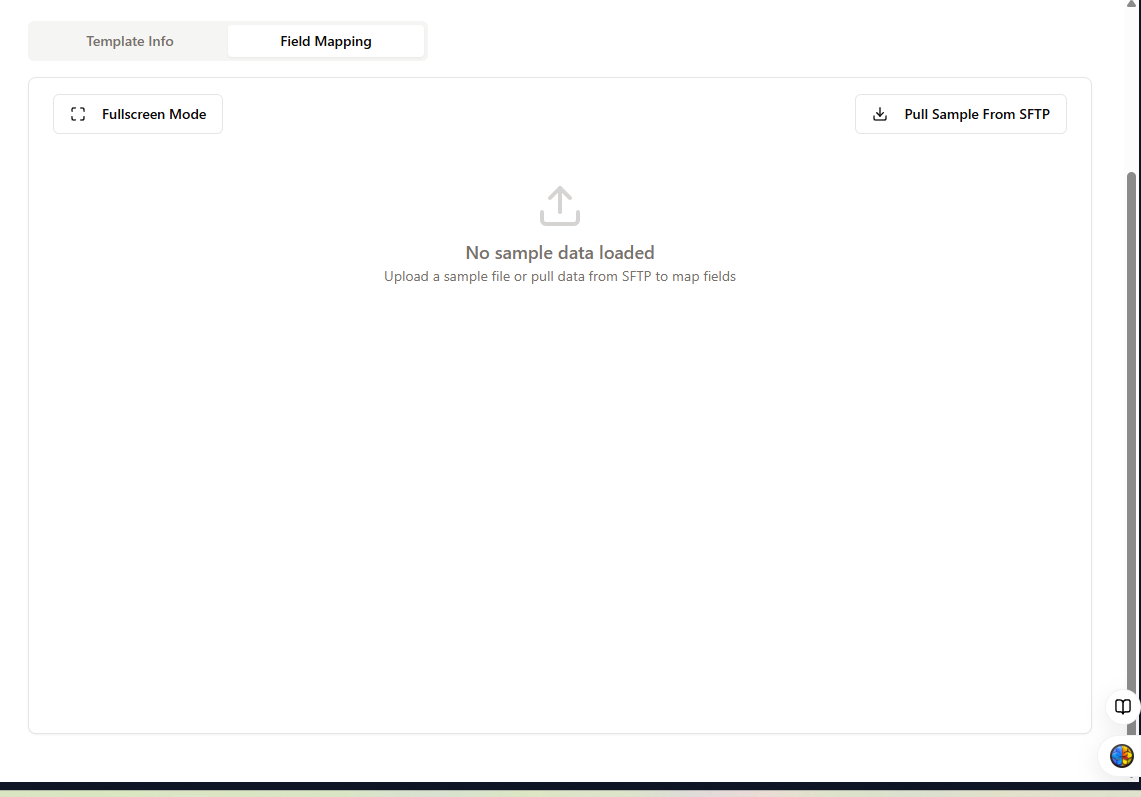 Template Info
Field Mapping
Fullscreen Mode
Pull Sample From SFTP
No sample data loaded
Upload a sample file or pull data from SFTP to map fields